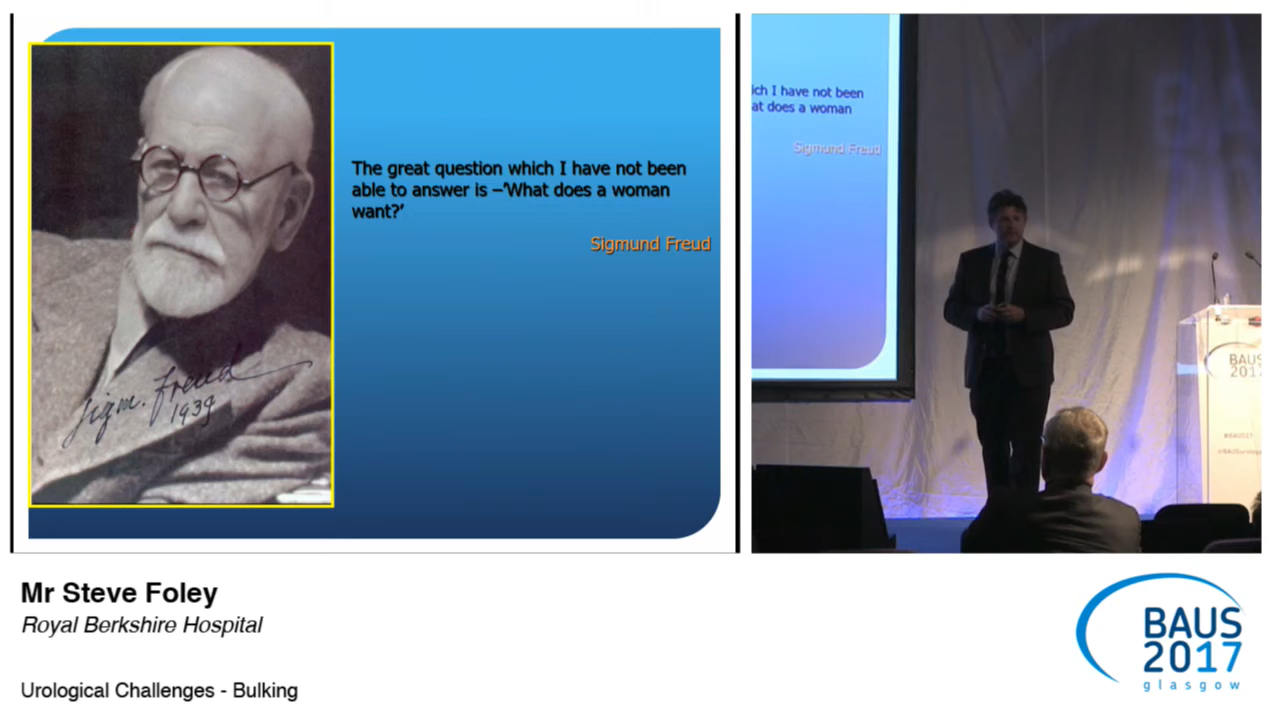 The great question which I have not been
able to answer is –‘What does a woman
want?’
Sigmund Freud
Sigm. Freud
1939
ich I have not been
at does a woman
Sigmund Freud
BAUS
2017
#BAUS17
Mr Steve Foley
Royal Berkshire Hospital
Urological Challenges - Bulking
BAUS
2017
glasgow